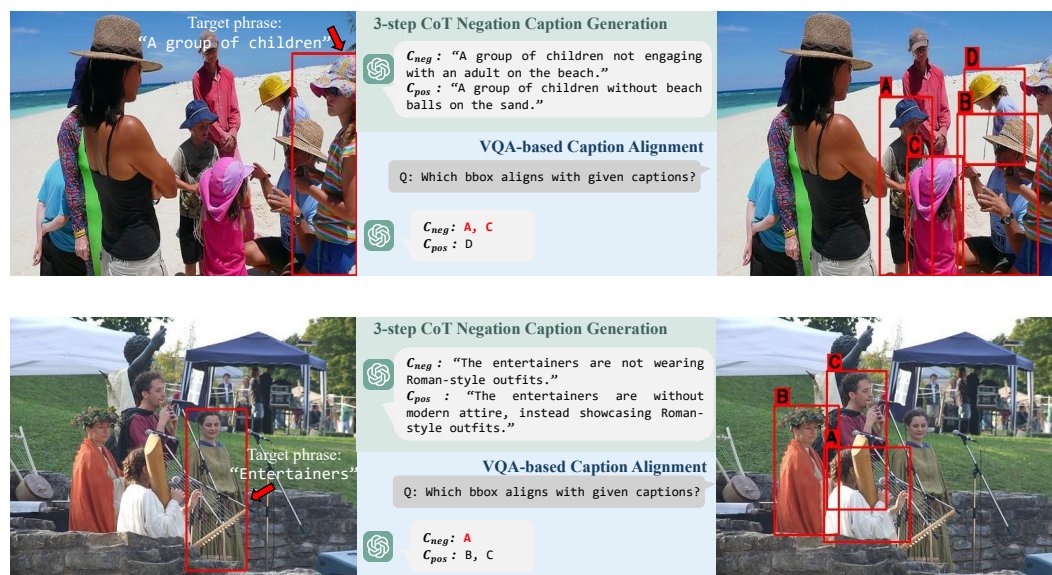 Target phrase:
"A group of children"
3-step CoT Negation Caption Generation
C_neg : "A group of children not engaging
with an adult on the beach."
C_pos : "A group of children without beach
balls on the sand."
VQA-based Caption Alignment
Q: Which bbox aligns with given captions?
C_neg: A, C
C_pos: D
A
B
C
D
Target phrase:
"Entertainers"
3-step CoT Negation Caption Generation
C_neg : "The entertainers are not wearing
Roman-style outfits."
C_pos : "The entertainers are without
modern attire, instead showcasing Roman-
style outfits."
VQA-based Caption Alignment
Q: Which bbox aligns with given captions?
C_neg: A
C_pos: B, C
C
B
A